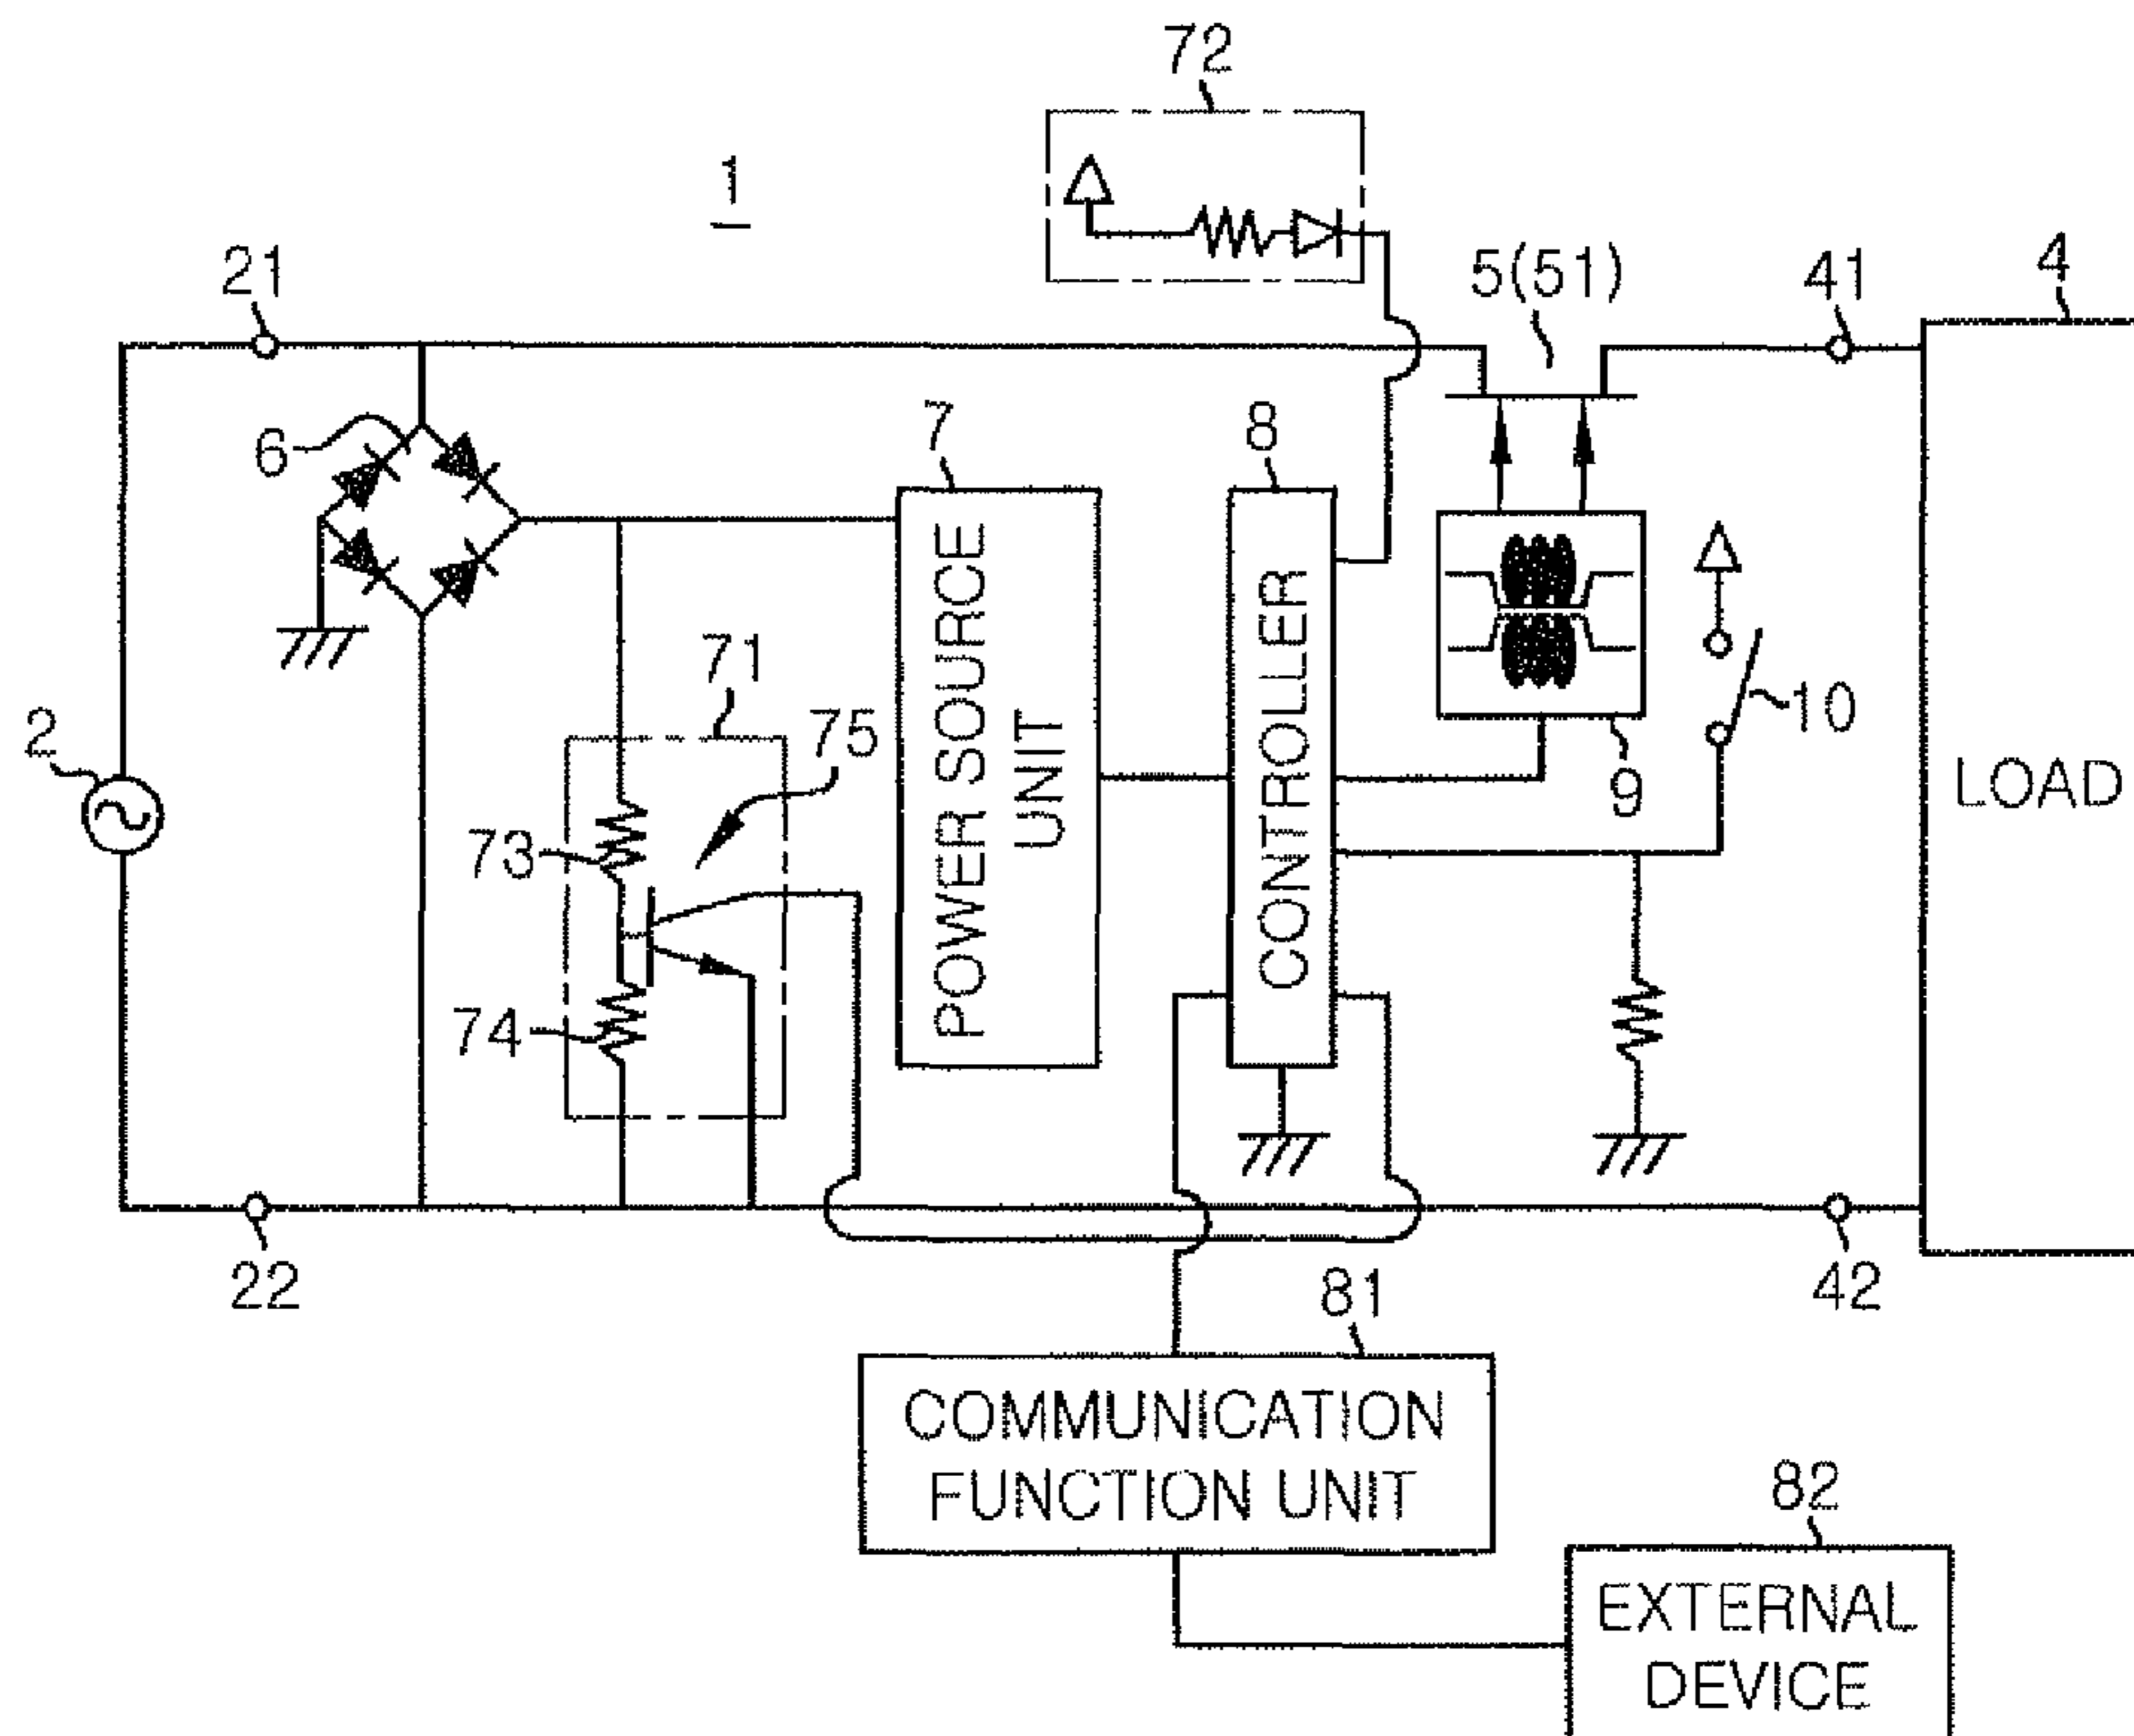 72
1
21
5(51)
41
4
6
7
8
POWER SOURCE
UNIT
CONTROLLER
10
9
LOAD
2
71
75
73
74
22
42
81
COMMUNICATION
FUNCTION UNIT
82
EXTERNAL
DEVICE